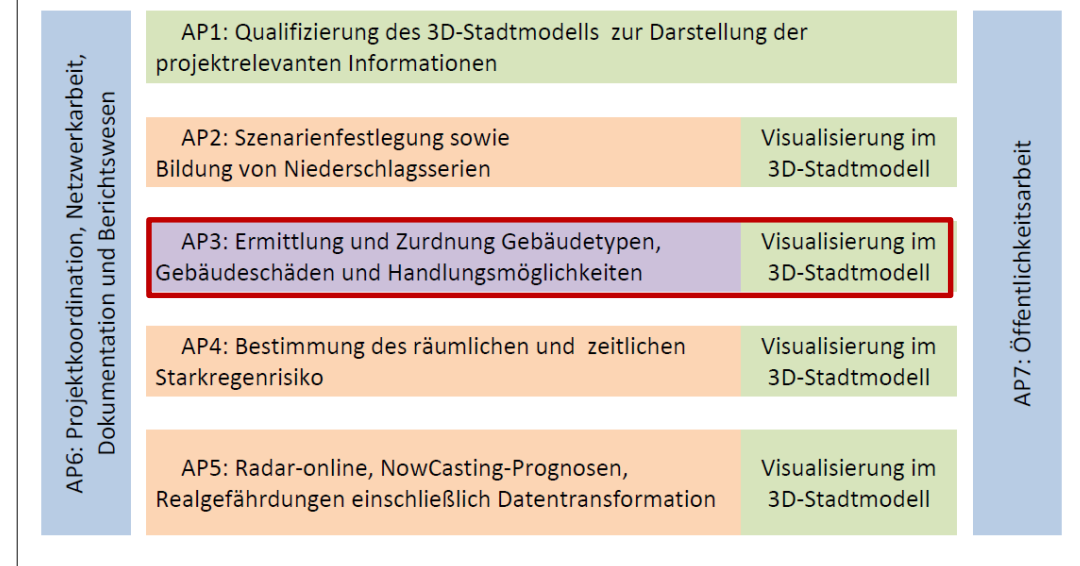 AP6: Projektkoordination, Netzwerkarbeit,
Dokumentation und Berichtswesen
AP1: Qualifizierung des 3D-Stadtmodells zur Darstellung der
projektrelevanten Informationen
AP2: Szenarienfestlegung sowie
Bildung von Niederschlagsserien
Visualisierung im
3D-Stadtmodell
AP3: Ermittlung und Zurdnung Gebäudetypen,
Gebäudeschäden und Handlungsmöglichkeiten
Visualisierung im
3D-Stadtmodell
AP4: Bestimmung des räumlichen und zeitlichen
Starkregenrisiko
Visualisierung im
3D-Stadtmodell
AP5: Radar-online, NowCasting-Prognosen,
Realgefährdungen einschließlich Datentransformation
Visualisierung im
3D-Stadtmodell
AP7: Öffentlichkeitsarbeit